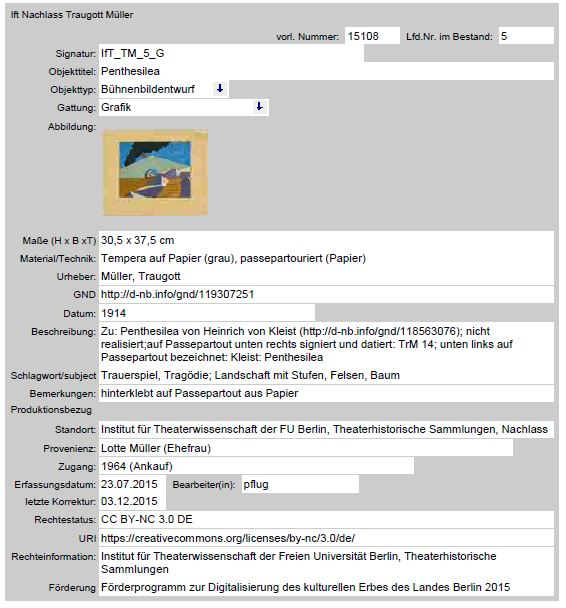 Ift Nachlass Traugott Müller
vorl. Nummer: 15108 Lfd.Nr. im Bestand: 5
Signatur: IfT_TM_5_G
Objekttitel: Penthesilea
Objekttyp: Bühnenbildentwurf
Gattung: Grafik
Abbildung:
Maße (H x B xT) 30,5 x 37,5 cm
Material/Technik: Tempera auf Papier (grau), passepartouriert (Papier)
Urheber: Müller, Traugott
GND http://d-nb.info/gnd/119307251
Datum: 1914
Beschreibung: Zu: Penthesilea von Heinrich von Kleist (http://d-nb.info/gnd/118563076); nicht
realisiert;auf Passepartout unten rechts signiert und datiert: TrM 14; unten links auf
Passepartout bezeichnet: Kleist: Penthesilea
Schlagwort/subject Trauerspiel, Tragödie; Landschaft mit Stufen, Felsen, Baum
Bemerkungen: hinterklebt auf Passepartout aus Papier
Produktionsbezug
Standort: Institut für Theaterwissenschaft der FU Berlin, Theaterhistorische Sammlungen, Nachlass
Provenienz: Lotte Müller (Ehefrau)
Zugang: 1964 (Ankauf)
Erfassungsdatum: 23.07.2015 Bearbeiter(in): pflug
letzte Korrektur: 03.12.2015
Rechtestatus: CC BY-NC 3.0 DE
URI https://creativecommons.org/licenses/by-nc/3.0/de/
Rechteinformation: Institut für Theaterwissenschaft der Freien Universität Berlin, Theaterhistorische
Sammlungen
Förderung Förderprogramm zur Digitalisierung des kulturellen Erbes des Landes Berlin 2015